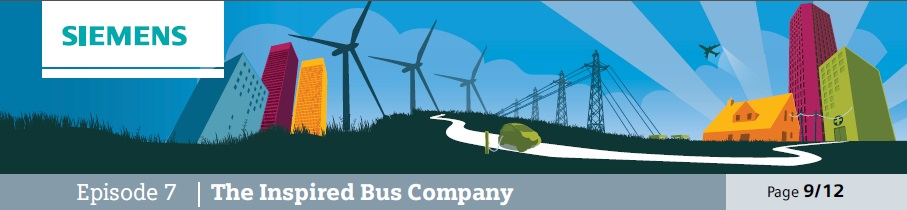 SIEMENS
Episode 7 | The Inspired Bus Company
Page 9/12